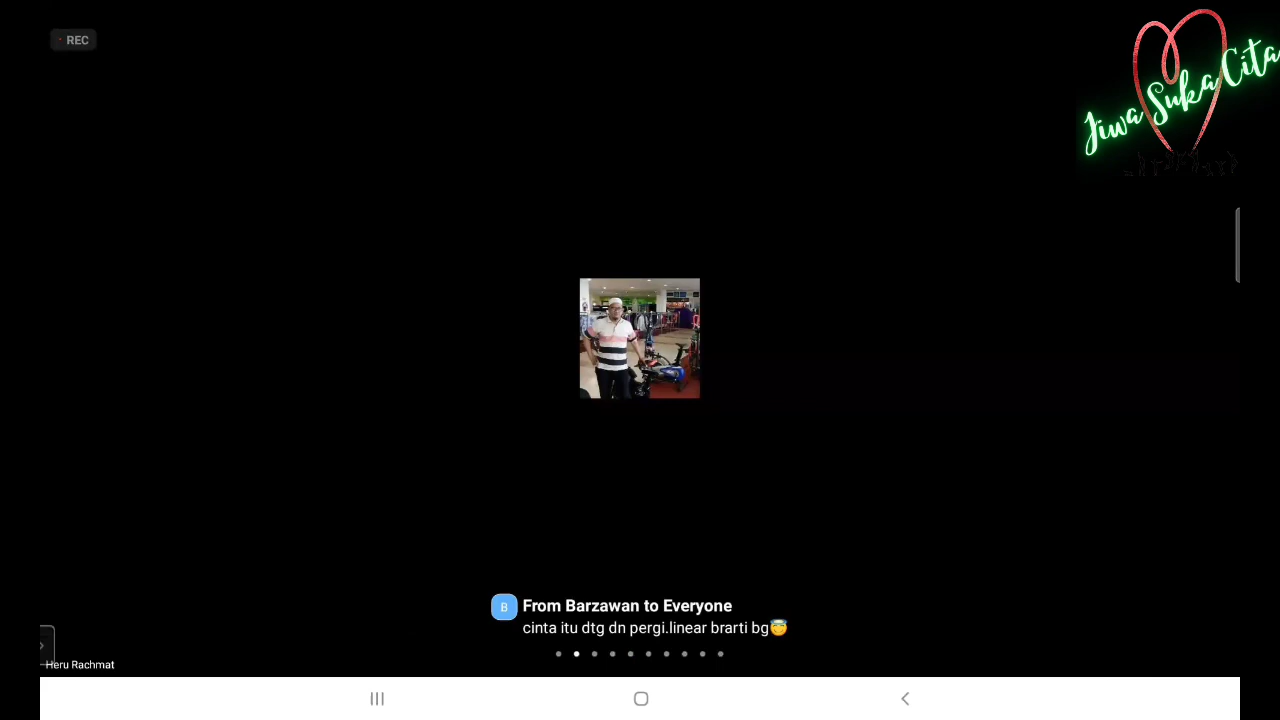 REC
Jiwa Suka Cita
From Barzawan to Everyone
B
cinta itu dtg dn pergi.linear brarti bg😇
Heru Rachmat